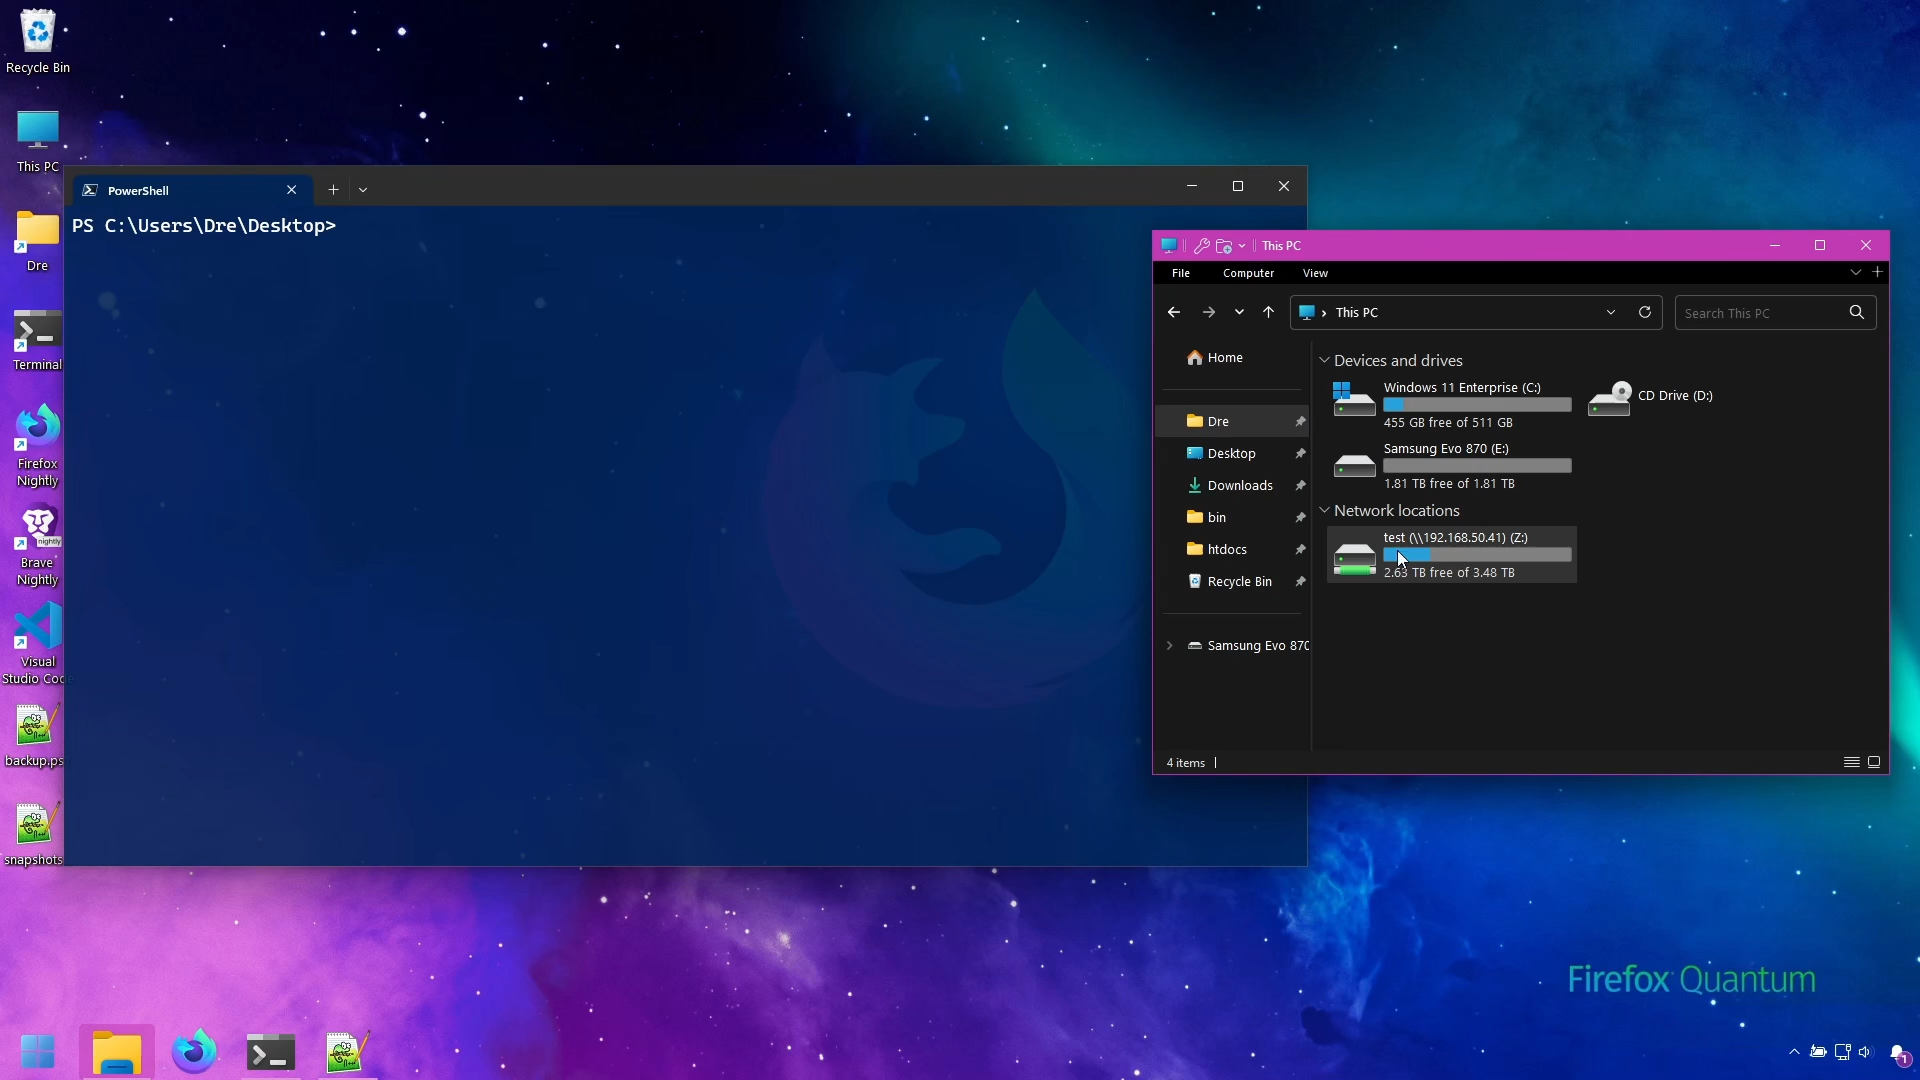 Recycle Bin
This PC
Dre
Terminal
Firefox
Nightly
nightly
Brave
Nightly
Visual
Studio Code
backup.ps
snapshots
PowerShell
PS C:\Users\Dre\Desktop>
This PC
File
Computer
View
This PC
Search This PC
Home
Dre
Desktop
Downloads
bin
htdocs
Recycle Bin
Samsung Evo 870
Devices and drives
Windows 11 Enterprise (C:)
455 GB free of 511 GB
CD Drive (D:)
Samsung Evo 870 (E:)
1.81 TB free of 1.81 TB
Network locations
test (\\192.168.50.41) (Z:)
2.63 TB free of 3.48 TB
4 items
Firefox Quantum
1